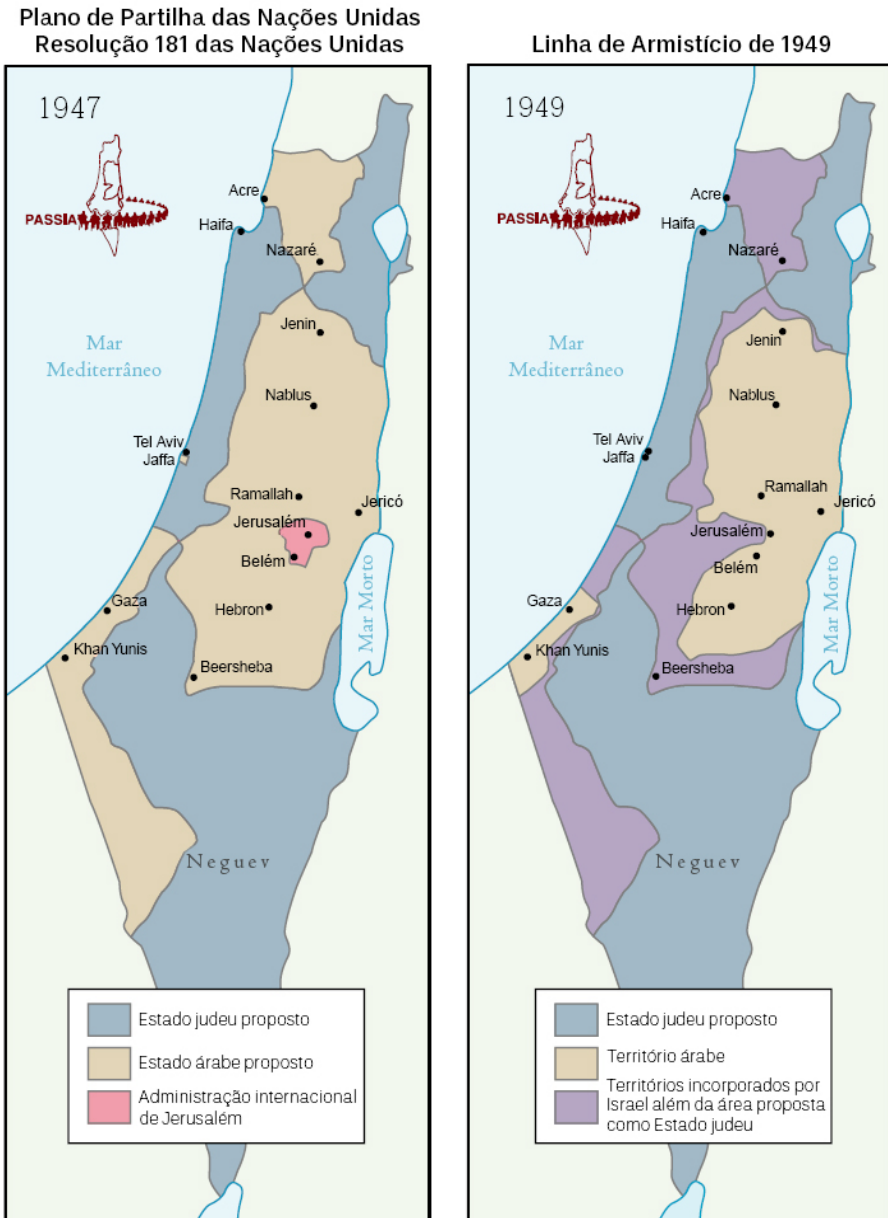 Plano de Partilha das Nações Unidas
Resolução 181 das Nações Unidas
1947
PASSIA
Acre
Haifa
Nazaré
Mar
Mediterrâneo
Jenin
Nablus
Tel Aviv
Jaffa
Ramallah
Jericó
Jerusalém
Belém
Gaza
Hebron
Mar Morto
Khan Yunis
Beersheba
Neguev
Estado judeu proposto
Estado árabe proposto
Administração internacional
de Jerusalém
Linha de Armistício de 1949
1949
PASSIA
Acre
Haifa
Nazaré
Mar
Mediterrâneo
Jenin
Nablus
Tel Aviv
Jaffa
Ramallah
Jericó
Jerusalém
Belém
Gaza
Hebron
Mar Morto
Khan Yunis
Beersheba
Neguev
Estado judeu proposto
Território árabe
Territórios incorporados por
Israel além da área proposta
como Estado judeu